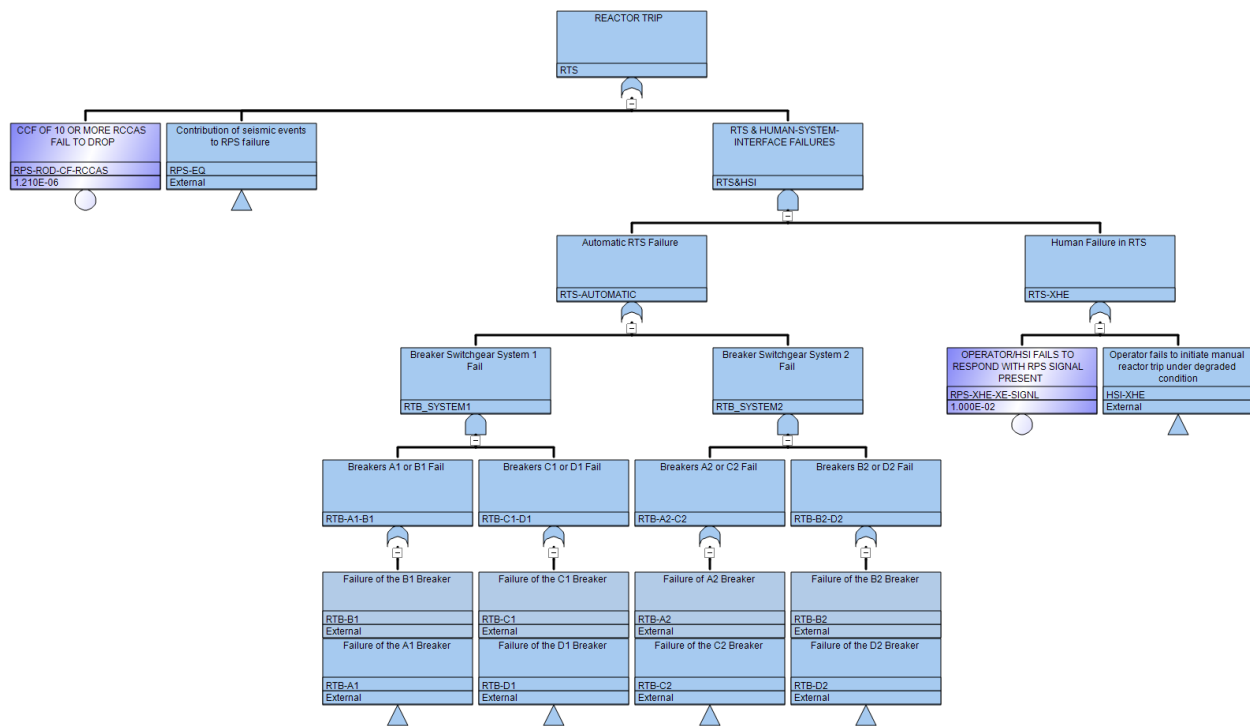 REACTOR TRIP
RTS
CCF OF 10 OR MORE RCCAS
FAIL TO DROP
RPS-ROD-CF-RCCAS
1.210E-06
Contribution of seismic events
to RPS failure
RPS-EQ
External
RTS & HUMAN-SYSTEM-
INTERFACE FAILURES
RTS&HSI
Automatic RTS Failure
RTS-AUTOMATIC
Human Failure in RTS
RTS-XHE
Breaker Switchgear System 1
Fail
RTB_SYSTEM1
Breaker Switchgear System 2
Fail
RTB_SYSTEM2
OPERATOR/HSI FAILS TO
RESPOND WITH RPS SIGNAL
PRESENT
RPS-XHE-XE-SIGNL
1.000E-02
Operator fails to initiate manual
reactor trip under degraded
condition
HSI-XHE
External
Breakers A1 or B1 Fail
RTB-A1-B1
Breakers C1 or D1 Fail
RTB-C1-D1
Breakers A2 or C2 Fail
RTB-A2-C2
Breakers B2 or D2 Fail
RTB-B2-D2
Failure of the B1 Breaker
RTB-B1
External
Failure of the A1 Breaker
RTB-A1
External
Failure of the C1 Breaker
RTB-C1
External
Failure of the D1 Breaker
RTB-D1
External
Failure of A2 Breaker
RTB-A2
External
Failure of the C2 Breaker
RTB-C2
External
Failure of the B2 Breaker
RTB-B2
External
Failure of the D2 Breaker
RTB-D2
External